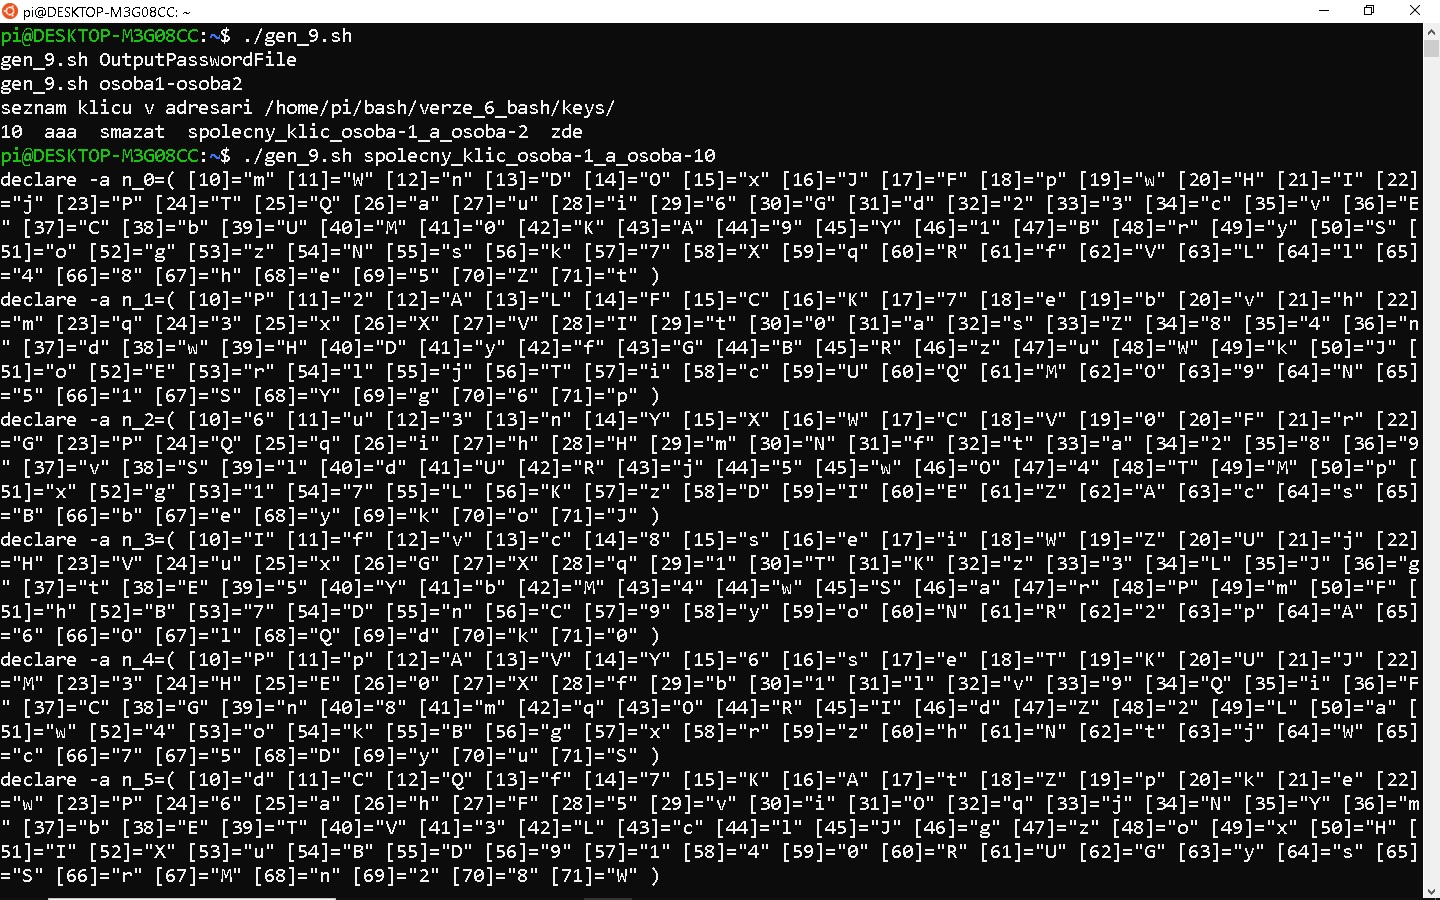 pi@DESKTOP-M3G08CC: ~
pi@DESKTOP-M3G08CC:~$ ./gen_9.sh
gen_9.sh OutputPasswordFile
gen_9.sh osoba1-osoba2
seznam klicu v adresari /home/pi/bash/verze_6_bash/keys/
10  aaa  smazat  spolecny_klic_osoba-1_a_osoba-2  zde
pi@DESKTOP-M3G08CC:~$ ./gen_9.sh spolecny_klic_osoba-1_a_osoba-10
declare -a n_0=( [10]="m" [11]="W" [12]="n" [13]="D" [14]="O" [15]="x" [16]="J" [17]="F" [18]="p" [19]="w" [20]="H" [21]="I" [22]
="j" [23]="P" [24]="T" [25]="Q" [26]="a" [27]="u" [28]="i" [29]="6" [30]="G" [31]="d" [32]="2" [33]="3" [34]="c" [35]="v" [36]="E
" [37]="C" [38]="b" [39]="U" [40]="M" [41]="0" [42]="K" [43]="A" [44]="9" [45]="Y" [46]="1" [47]="B" [48]="r" [49]="y" [50]="S" [
51]="o" [52]="g" [53]="z" [54]="N" [55]="s" [56]="k" [57]="7" [58]="X" [59]="q" [60]="R" [61]="f" [62]="V" [63]="L" [64]="l" [65]
="4" [66]="8" [67]="h" [68]="e" [69]="5" [70]="Z" [71]="t" )
declare -a n_1=( [10]="P" [11]="2" [12]="A" [13]="L" [14]="F" [15]="C" [16]="K" [17]="7" [18]="e" [19]="b" [20]="v" [21]="h" [22]
="m" [23]="q" [24]="3" [25]="x" [26]="X" [27]="V" [28]="I" [29]="t" [30]="0" [31]="a" [32]="s" [33]="Z" [34]="8" [35]="4" [36]="n
" [37]="d" [38]="w" [39]="H" [40]="D" [41]="y" [42]="f" [43]="G" [44]="B" [45]="R" [46]="z" [47]="u" [48]="W" [49]="k" [50]="J" [
51]="o" [52]="E" [53]="r" [54]="l" [55]="j" [56]="T" [57]="i" [58]="c" [59]="U" [60]="Q" [61]="M" [62]="O" [63]="9" [64]="N" [65]
="5" [66]="1" [67]="S" [68]="Y" [69]="g" [70]="6" [71]="p" )
declare -a n_2=( [10]="6" [11]="u" [12]="3" [13]="n" [14]="Y" [15]="X" [16]="W" [17]="C" [18]="V" [19]="0" [20]="F" [21]="r" [22]
="G" [23]="P" [24]="Q" [25]="q" [26]="i" [27]="h" [28]="H" [29]="m" [30]="N" [31]="f" [32]="t" [33]="a" [34]="2" [35]="8" [36]="9
" [37]="v" [38]="S" [39]="l" [40]="d" [41]="U" [42]="R" [43]="j" [44]="5" [45]="w" [46]="O" [47]="4" [48]="T" [49]="M" [50]="p" [
51]="x" [52]="g" [53]="1" [54]="7" [55]="L" [56]="K" [57]="z" [58]="D" [59]="I" [60]="E" [61]="Z" [62]="A" [63]="c" [64]="s" [65]
="B" [66]="b" [67]="e" [68]="y" [69]="k" [70]="o" [71]="J" )
declare -a n_3=( [10]="I" [11]="f" [12]="v" [13]="c" [14]="8" [15]="s" [16]="e" [17]="i" [18]="W" [19]="Z" [20]="U" [21]="j" [22]
="H" [23]="V" [24]="u" [25]="x" [26]="G" [27]="X" [28]="q" [29]="1" [30]="T" [31]="K" [32]="z" [33]="3" [34]="L" [35]="J" [36]="g
" [37]="t" [38]="E" [39]="5" [40]="Y" [41]="b" [42]="M" [43]="4" [44]="w" [45]="S" [46]="a" [47]="r" [48]="P" [49]="m" [50]="F" [
51]="h" [52]="B" [53]="7" [54]="D" [55]="n" [56]="C" [57]="9" [58]="y" [59]="o" [60]="N" [61]="R" [62]="2" [63]="p" [64]="A" [65]
="6" [66]="O" [67]="l" [68]="Q" [69]="d" [70]="k" [71]="0" )
declare -a n_4=( [10]="P" [11]="p" [12]="A" [13]="V" [14]="Y" [15]="6" [16]="s" [17]="e" [18]="T" [19]="K" [20]="U" [21]="J" [22]
="M" [23]="3" [24]="H" [25]="E" [26]="0" [27]="X" [28]="f" [29]="b" [30]="1" [31]="l" [32]="v" [33]="9" [34]="Q" [35]="i" [36]="F
" [37]="C" [38]="G" [39]="n" [40]="8" [41]="m" [42]="q" [43]="O" [44]="R" [45]="I" [46]="d" [47]="Z" [48]="2" [49]="L" [50]="a" [
51]="w" [52]="4" [53]="o" [54]="k" [55]="B" [56]="g" [57]="x" [58]="r" [59]="z" [60]="h" [61]="N" [62]="t" [63]="j" [64]="W" [65]
="c" [66]="7" [67]="5" [68]="D" [69]="y" [70]="u" [71]="S" )
declare -a n_5=( [10]="d" [11]="C" [12]="Q" [13]="f" [14]="7" [15]="K" [16]="A" [17]="t" [18]="Z" [19]="p" [20]="k" [21]="e" [22]
="w" [23]="P" [24]="6" [25]="a" [26]="h" [27]="F" [28]="5" [29]="v" [30]="i" [31]="O" [32]="q" [33]="j" [34]="N" [35]="Y" [36]="m
" [37]="b" [38]="E" [39]="T" [40]="V" [41]="3" [42]="L" [43]="c" [44]="l" [45]="J" [46]="g" [47]="z" [48]="o" [49]="x" [50]="H" [
51]="I" [52]="X" [53]="u" [54]="B" [55]="D" [56]="9" [57]="1" [58]="4" [59]="0" [60]="R" [61]="U" [62]="G" [63]="y" [64]="s" [65]
="S" [66]="r" [67]="M" [68]="n" [69]="2" [70]="8" [71]="W" )